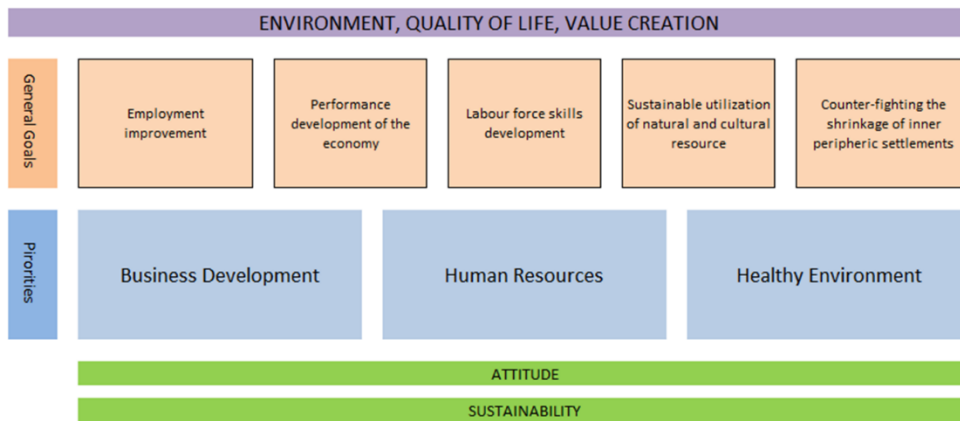 ENVIRONMENT, QUALITY OF LIFE, VALUE CREATION
General Goals
Employment
improvement
Performance
development of the
economy
Labour force skills
development
Sustainable utilization
of natural and cultural
resource
Counter-fighting the
shrinkage of inner
peripheric settlements
Pirorities
Business Development
Human Resources
Healthy Environment
ATTITUDE
SUSTAINABILITY